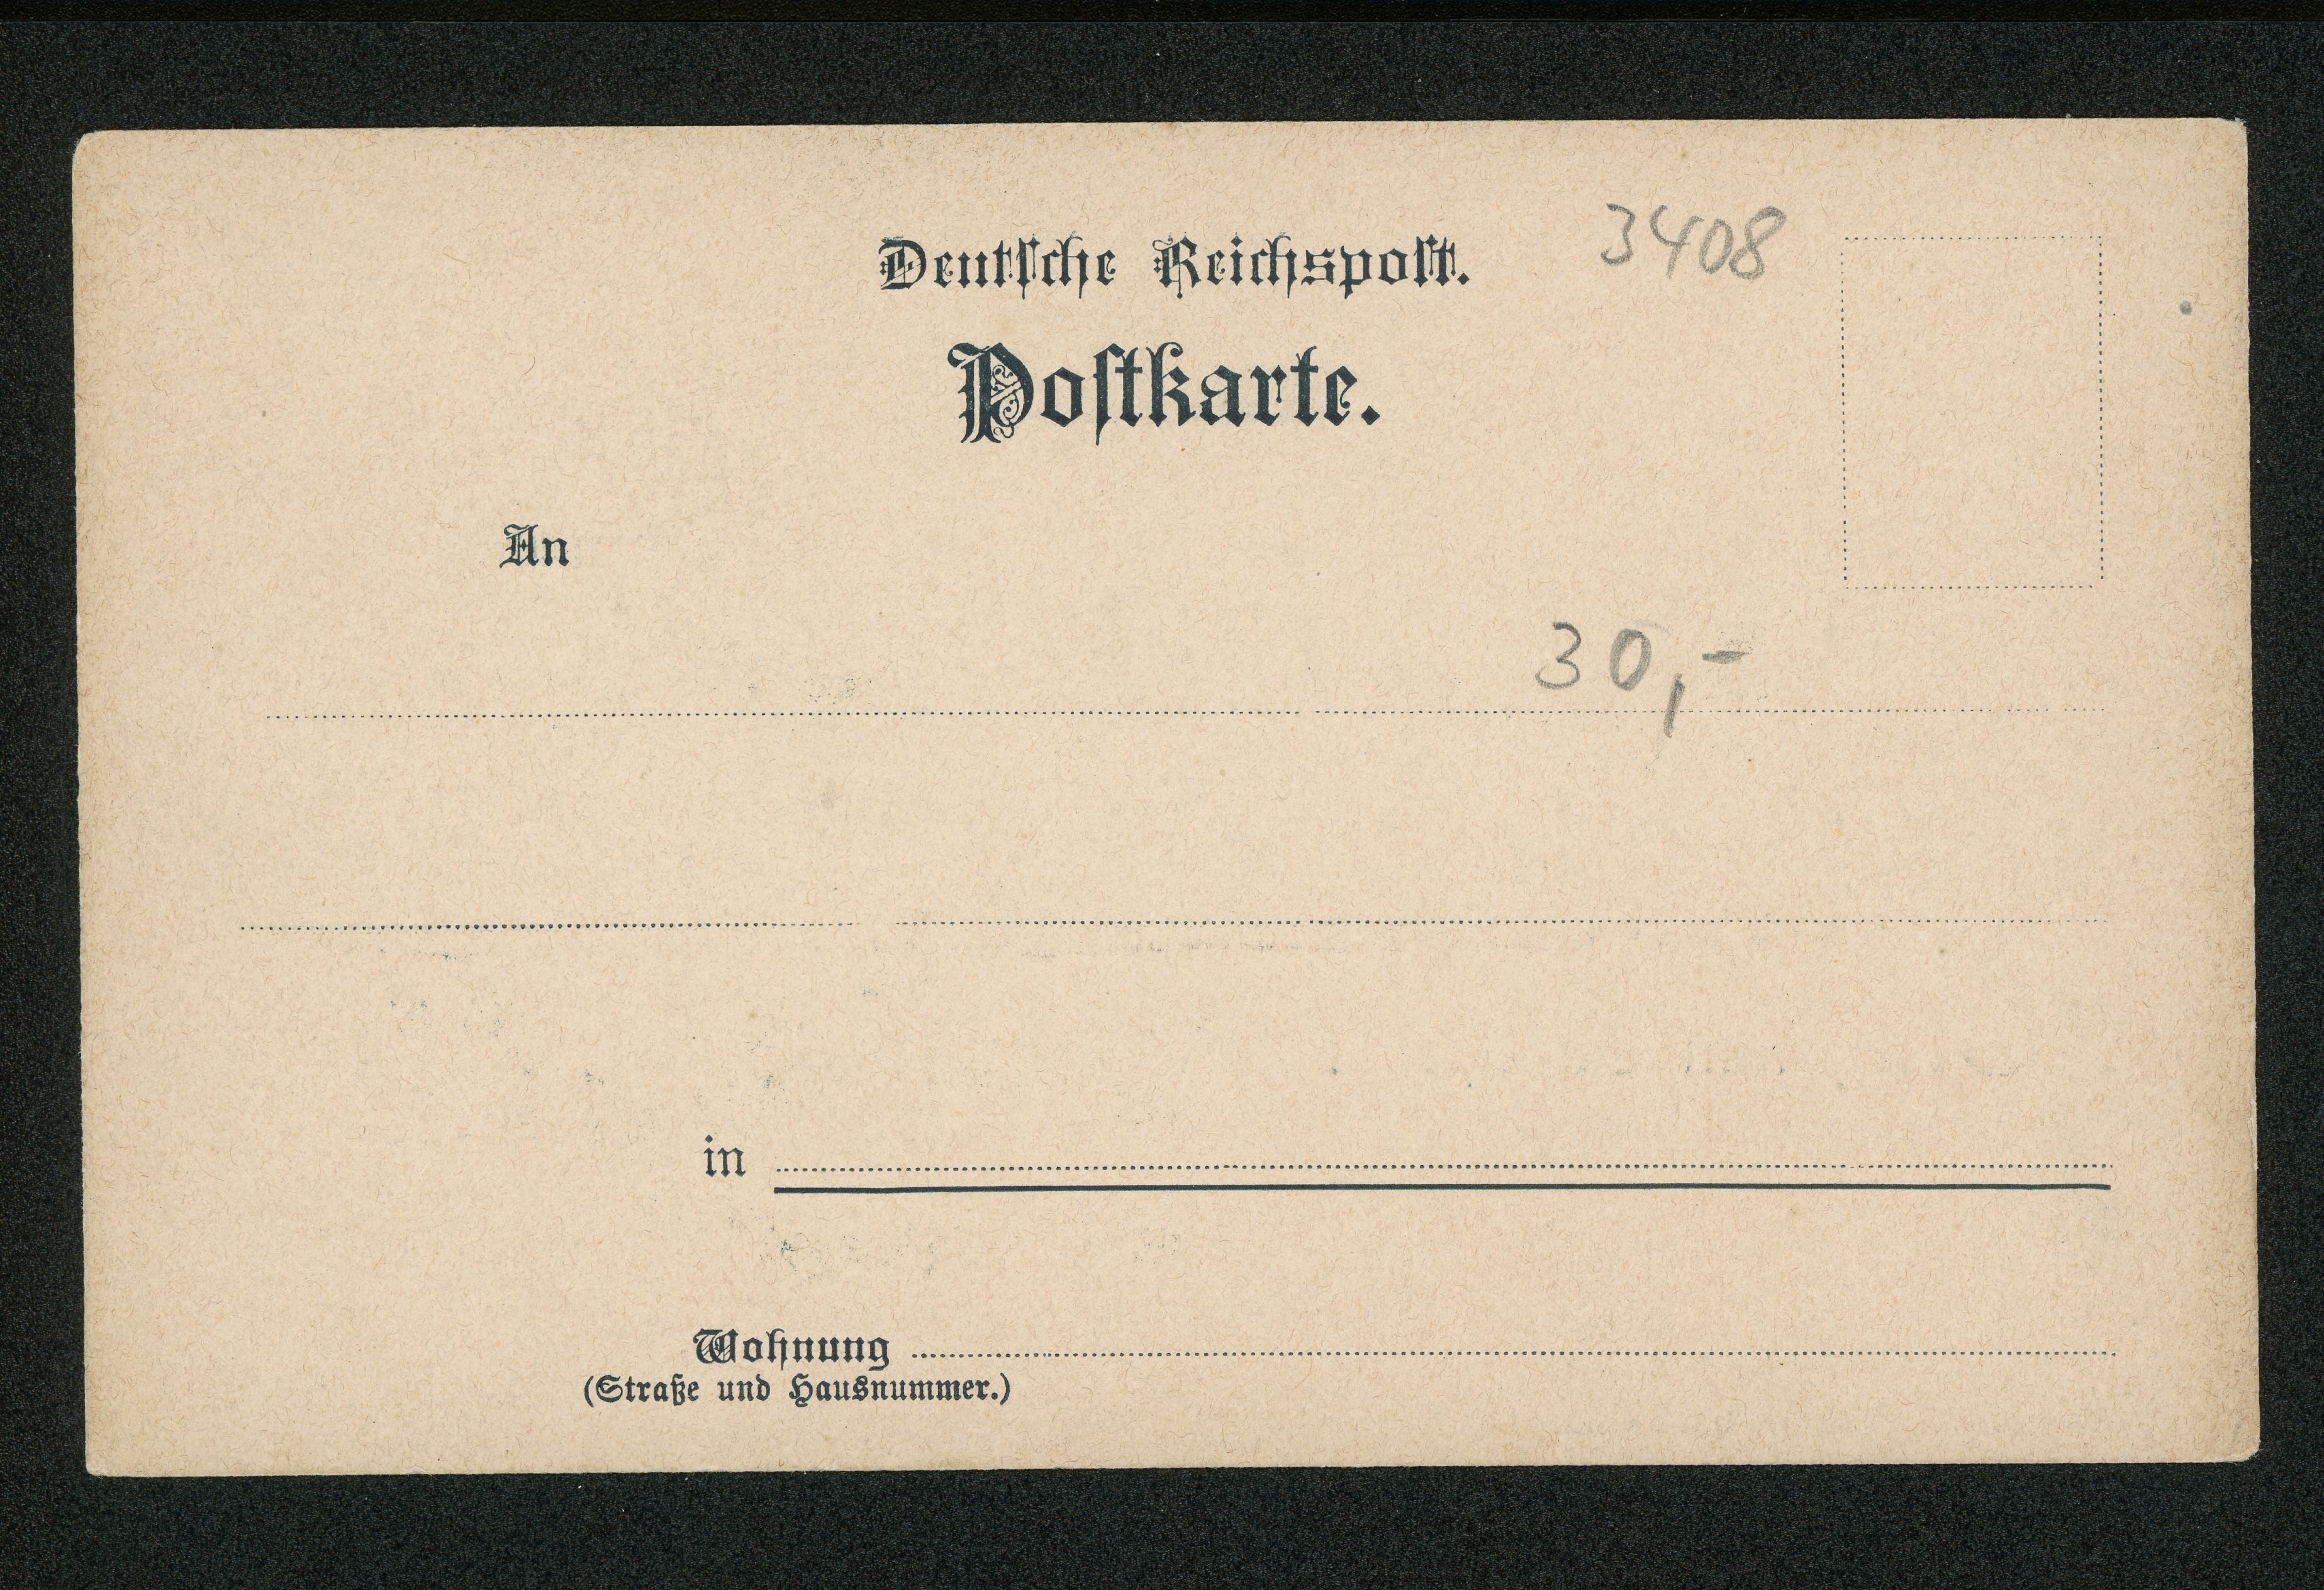 Deutſche Reichspoſt.
3408
Poſtkarte.
An
30,-
in
Wohnung
(Straße und Hausnummer.)